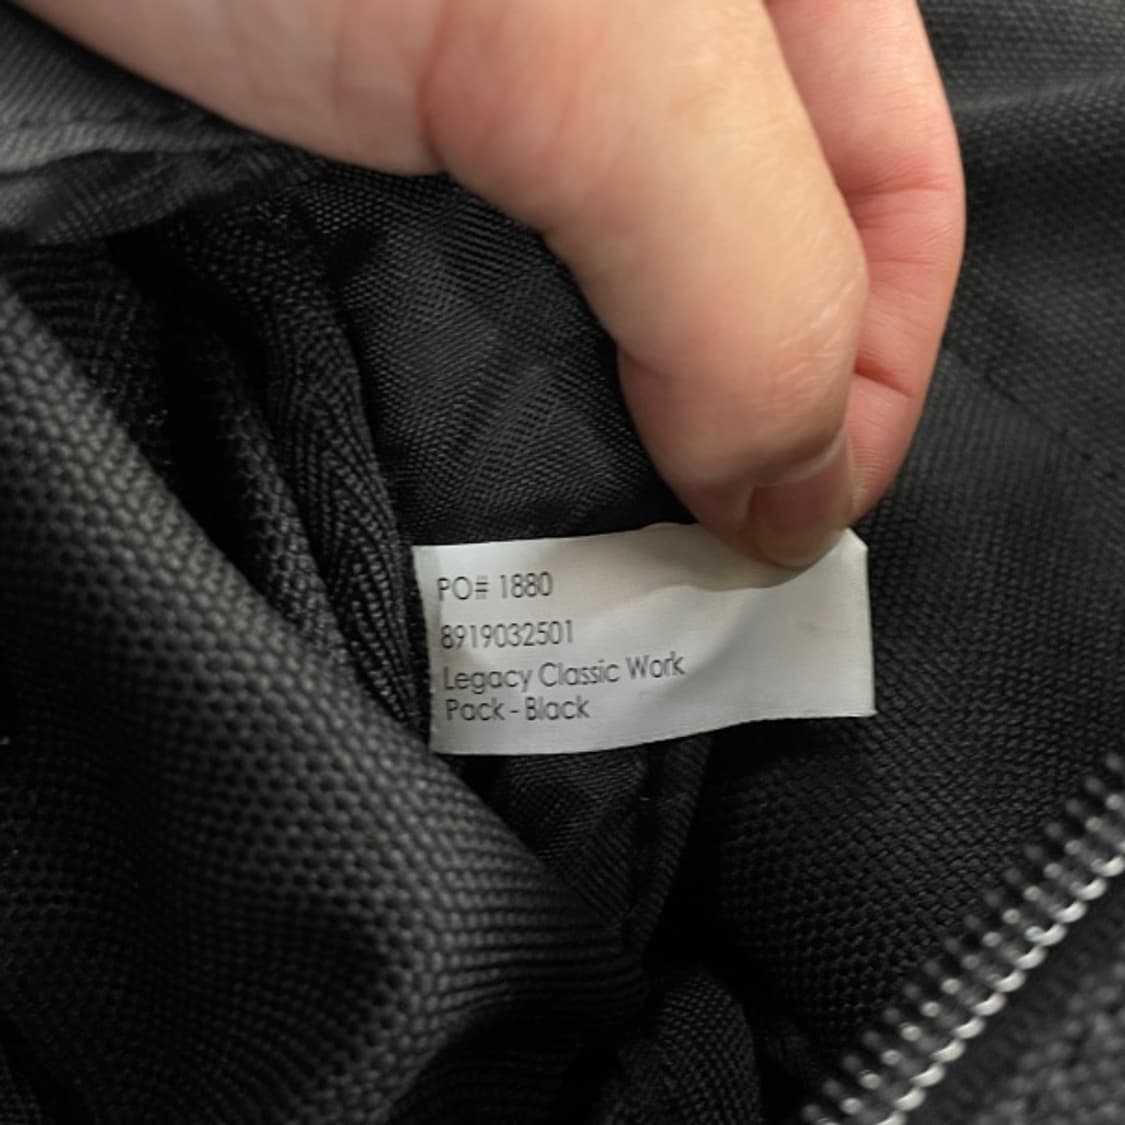 PO# 1880
8919032501
Legacy Classic Work
Pack - Black